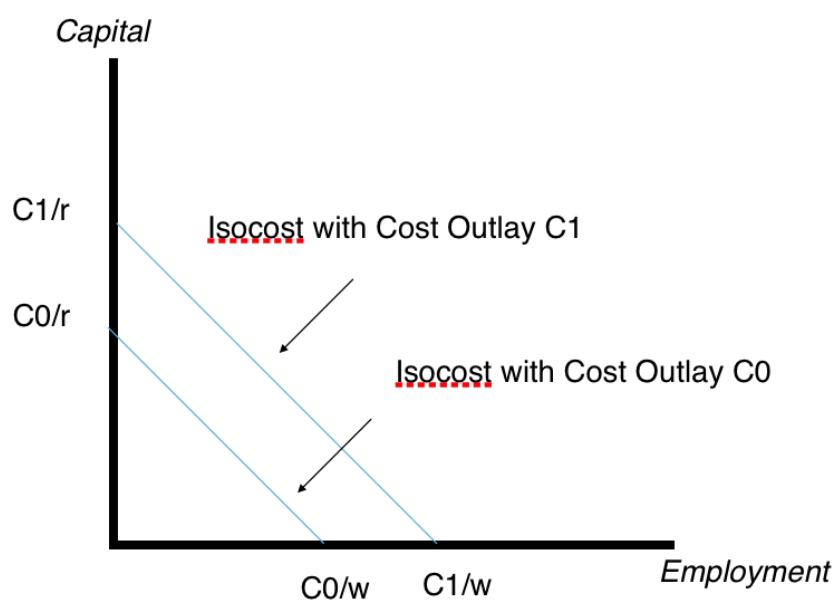 Capital
C1/r
Isocost with Cost Outlay C1
C0/r
Isocost with Cost Outlay C0
C0/w
C1/w
Employment